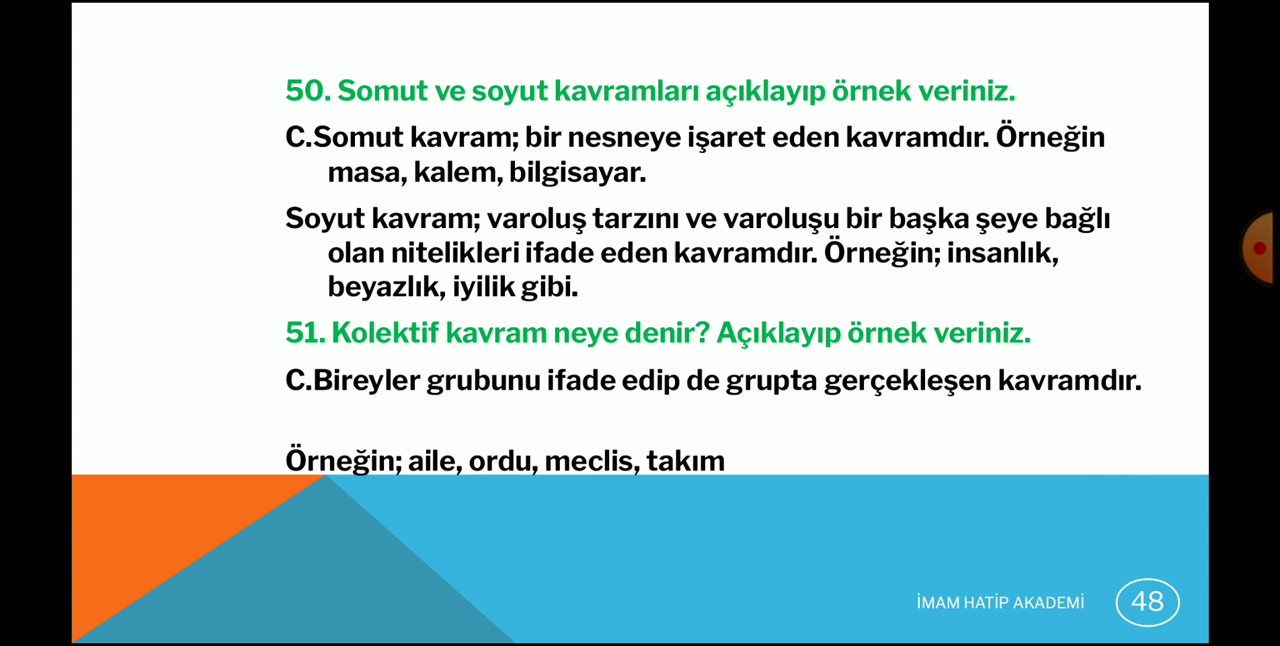 50. Somut ve soyut kavramları açıklayıp örnek veriniz.
C.Somut kavram; bir nesneye işaret eden kavramdır. Örneğin
masa, kalem, bilgisayar.
Soyut kavram; varoluş tarzını ve varoluşu bir başka şeye bağlı
olan nitelikleri ifade eden kavramdır. Örneğin; insanlık,
beyazlık, iyilik gibi.
51. Kolektif kavram neye denir? Açıklayıp örnek veriniz.
C.Bireyler grubunu ifade edip de grupta gerçekleşen kavramdır.
Örneğin; aile, ordu, meclis, takım
İMAM HATİP AKADEMİ
48